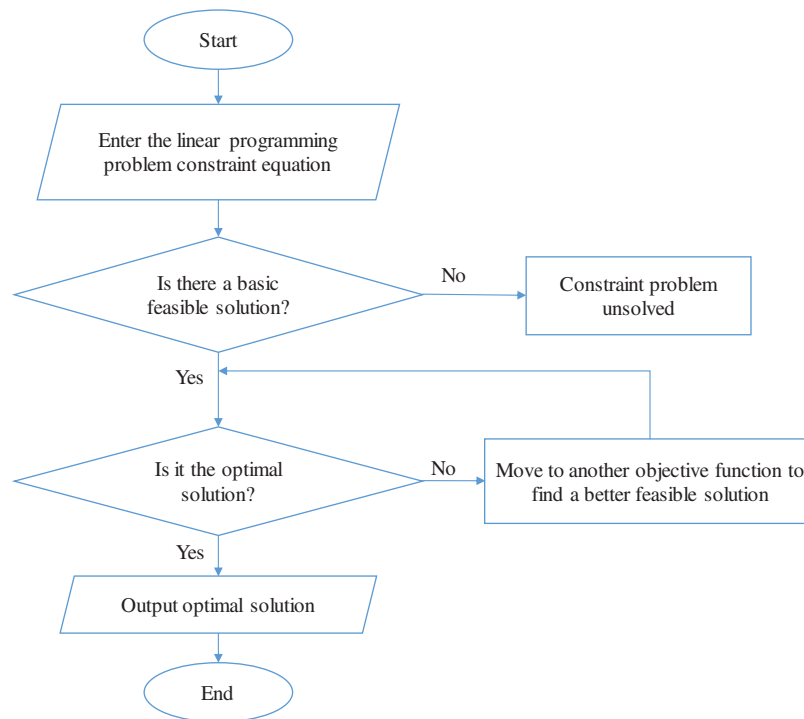 Start
Enter the linear programming
problem constraint equation
Is there a basic
feasible solution?
No
Constraint problem
unsolved
Yes
Is it the optimal
solution?
No
Move to another objective function to
find a better feasible solution
Yes
Output optimal solution
End